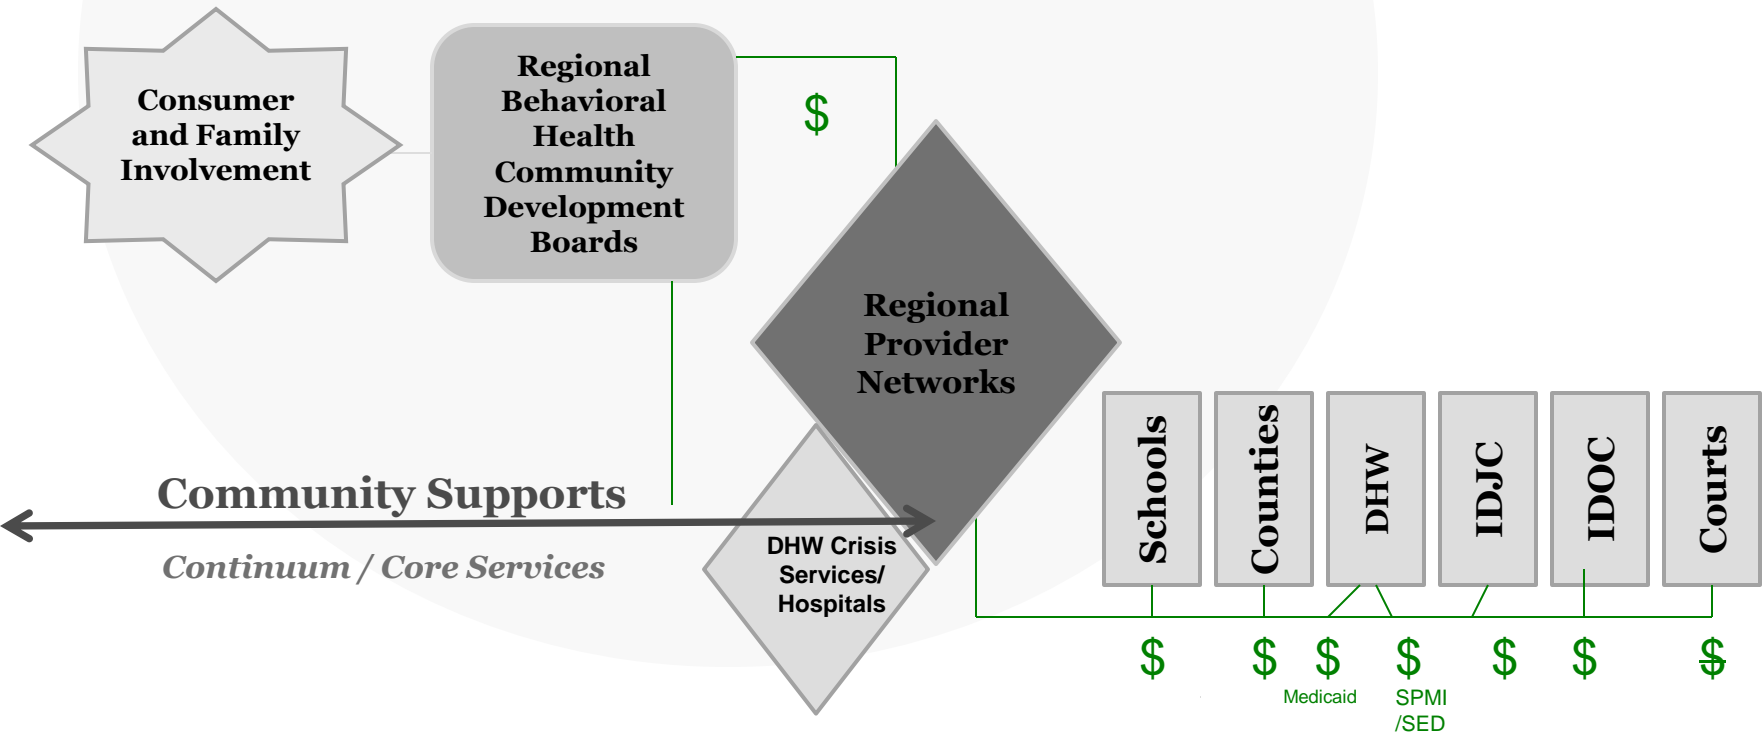 Consumer
and Family
Involvement
Regional
Behavioral
Health
Community
Development
Boards
$
Regional
Provider
Networks
Schools
Counties
DHW
IDJC
IDOC
Courts
Community Supports
Continuum / Core Services
DHW Crisis
Services/
Hospitals
$ $ $ $ $ $ $
Medicaid
SPMI
/SED